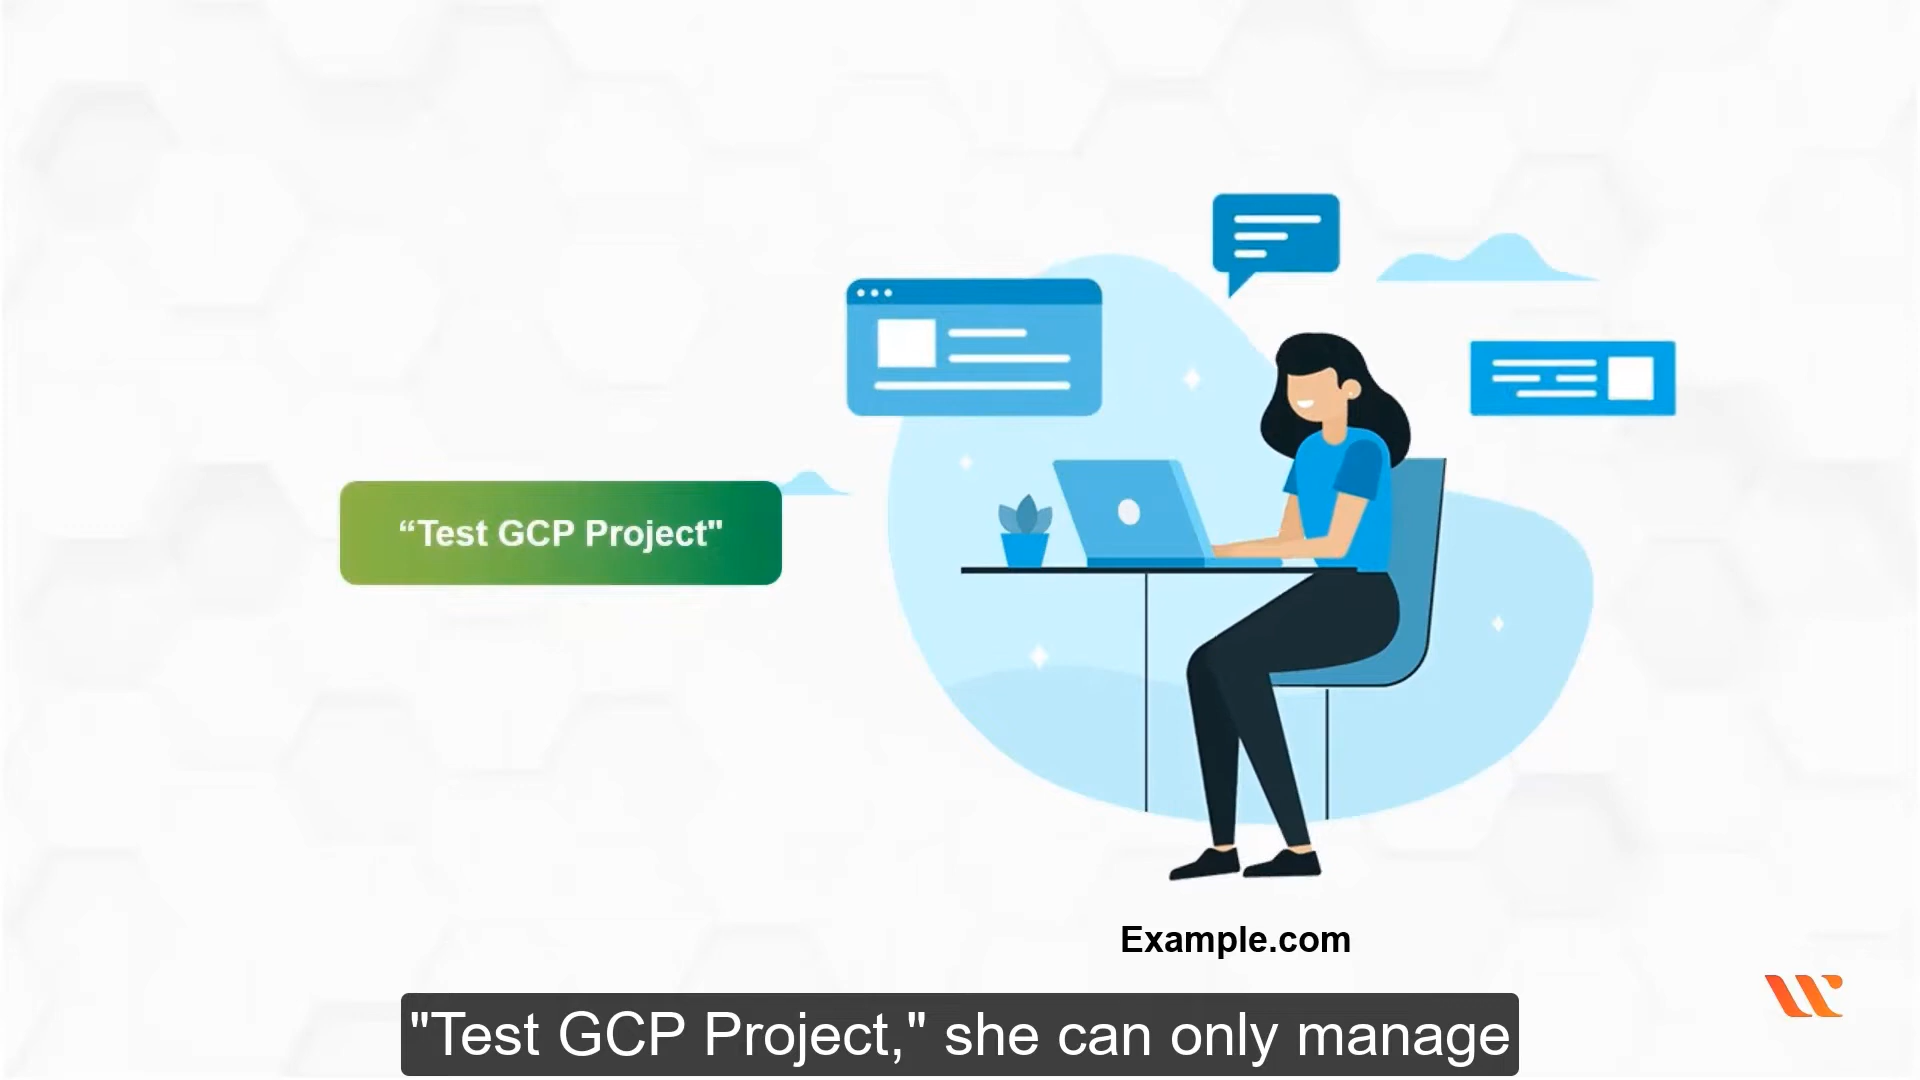 “Test GCP Project"
Example.com
"Test GCP Project," she can only manage